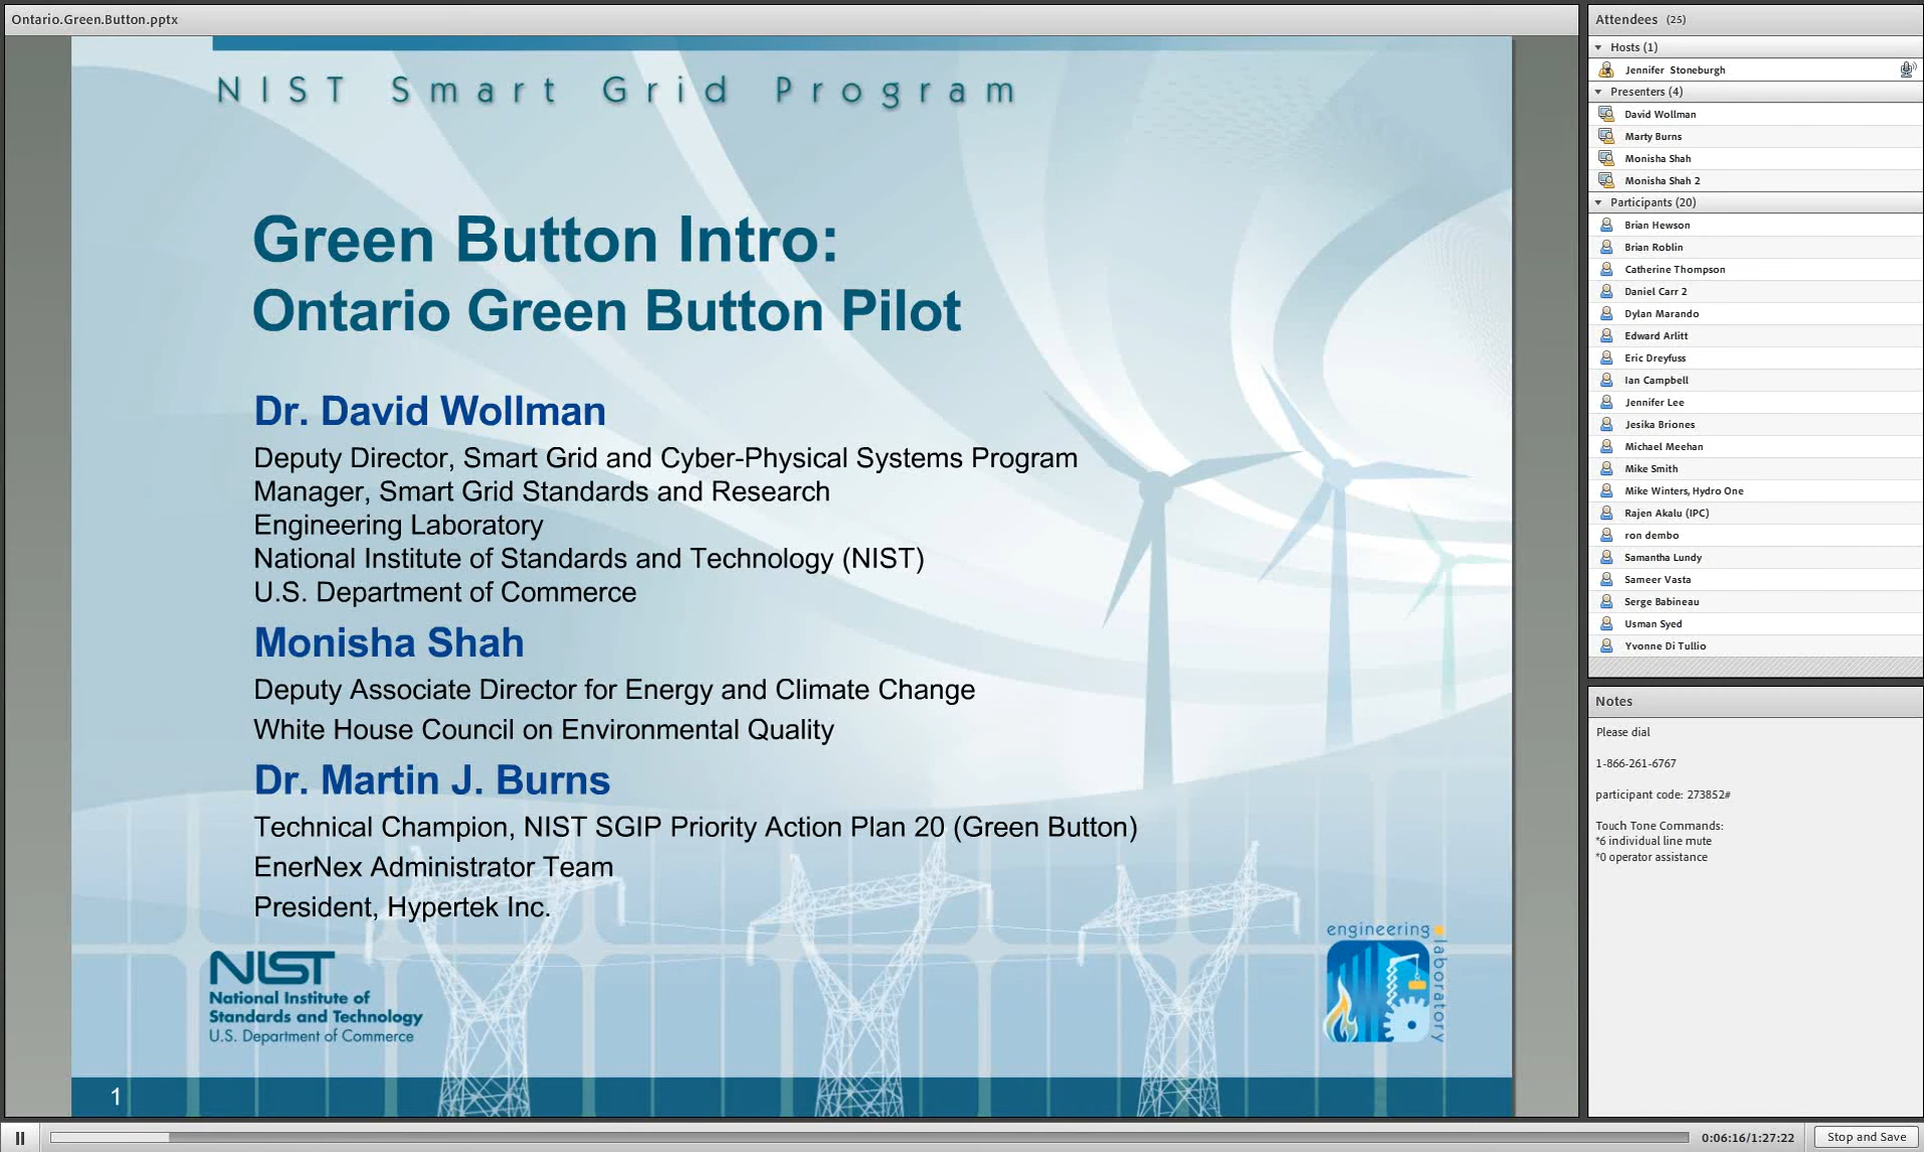 Ontario.Green.Button.pptx
NIST Smart Grid Program
Green Button Intro:
Ontario Green Button Pilot
Dr. David Wollman
Deputy Director, Smart Grid and Cyber-Physical Systems Program
Manager, Smart Grid Standards and Research
Engineering Laboratory
National Institute of Standards and Technology (NIST)
U.S. Department of Commerce
Monisha Shah
Deputy Associate Director for Energy and Climate Change
White House Council on Environmental Quality
Dr. Martin J. Burns
Technical Champion, NIST SGIP Priority Action Plan 20 (Green Button)
EnerNex Administrator Team
President, Hypertek Inc.
NIST
National Institute of
Standards and Technology
U.S. Department of Commerce
engineering
laboratory
1
Attendees (25)
Hosts (1)
Jennifer Stoneburgh
Presenters (4)
David Wollman
Marty Burns
Monisha Shah
Monisha Shah 2
Participants (20)
Brian Hewson
Brian Roblin
Catherine Thompson
Daniel Carr 2
Dylan Marando
Edward Arlitt
Eric Dreyfuss
Ian Campbell
Jennifer Lee
Jesika Briones
Michael Meehan
Mike Smith
Mike Winters, Hydro One
Rajen Akalu (IPC)
ron dembo
Samantha Lundy
Sameer Vasta
Serge Babineau
Usman Syed
Yvonne Di Tullio
Notes
Please dial
1-866-261-6767
participant code: 273852#
Touch Tone Commands:
*6 individual line mute
*0 operator assistance
0:06:16/1:27:22
Stop and Save